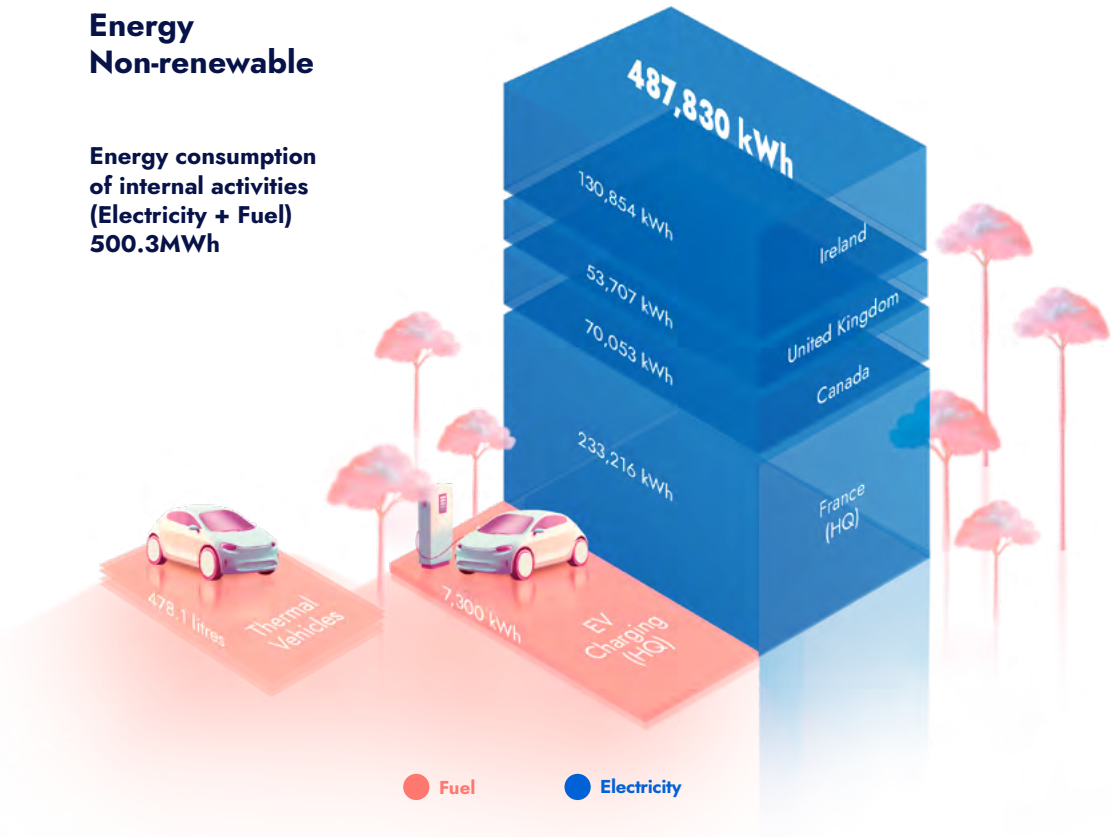 Energy
Non-renewable
Energy consumption
of internal activities
(Electricity + Fuel)
500.3MWh
487,830 kWh
130,854 kWh
Ireland
53,707 kWh
United Kingdom
70,053 kWh
Canada
233,216 kWh
France
(HQ)
478.1 litres
Thermal
Vehicles
7,300 kWh
EV
Charging
(HQ)
Fuel
Electricity